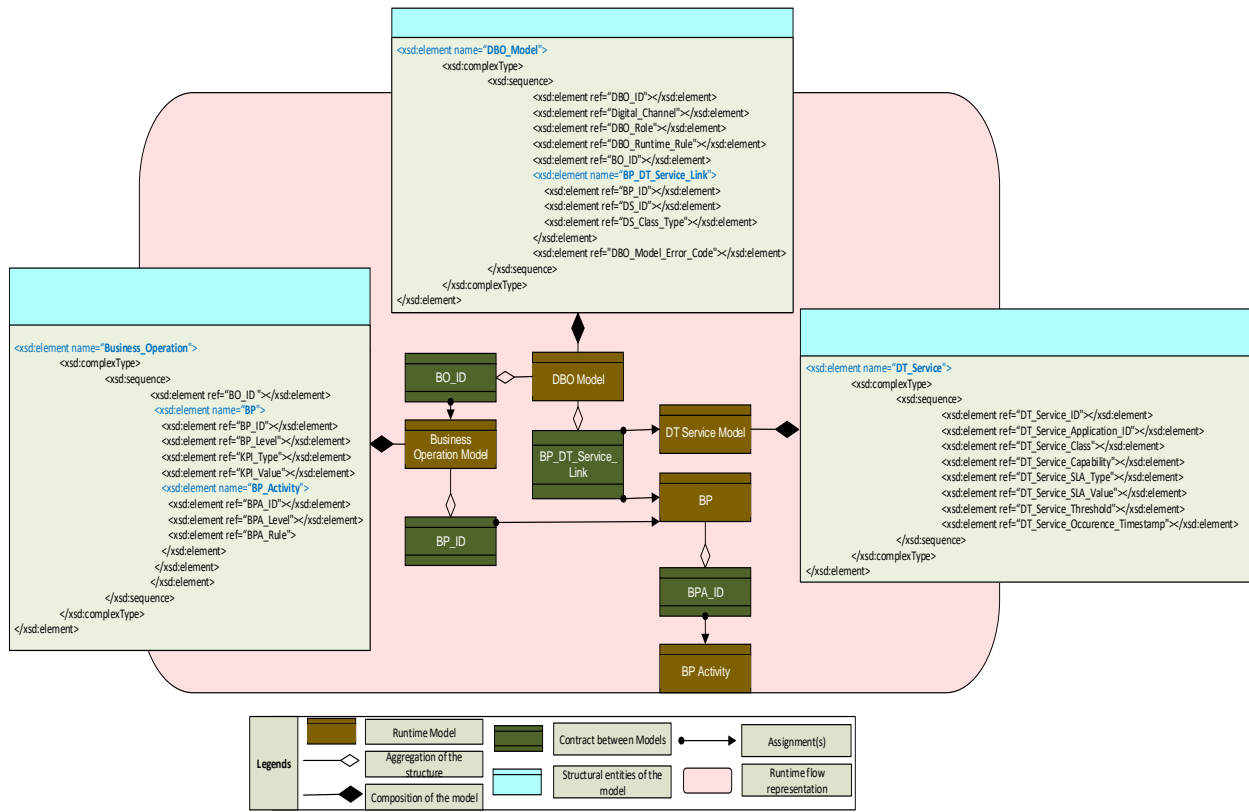 <xsd:element name="DBO_Model">
<xsd:complexType>
<xsd:sequence>
<xsd:element ref="DBO_ID"></xsd:element>
<xsd:element ref="Digital_Channel"></xsd:element>
<xsd:element ref="DBO_Role"></xsd:element>
<xsd:element ref="DBO_Runtime_Rule"></xsd:element>
<xsd:element ref="BO_ID"></xsd:element>
<xsd:element name="BP_DT_Service_Link">
<xsd:element ref="BP_ID"></xsd:element>
<xsd:element ref="DS_ID"></xsd:element>
<xsd:element ref="DS_Class_Type"></xsd:element>
</xsd:element>
<xsd:element ref="DBO_Model_Error_Code"></xsd:element>
</xsd:sequence>
</xsd:complexType>
</xsd:element>
<xsd:element name="Business_Operation">
<xsd:complexType>
<xsd:sequence>
<xsd:element ref="BO_ID"></xsd:element>
<xsd:element name="BP">
<xsd:element ref="BP_ID"></xsd:element>
<xsd:element ref="BP_Level"></xsd:element>
<xsd:element ref="KPI_Type"></xsd:element>
<xsd:element ref="KPI_Value"></xsd:element>
<xsd:element name="BP_Activity">
<xsd:element ref="BPA_ID"></xsd:element>
<xsd:element ref="BPA_Level"></xsd:element>
<xsd:element ref="BPA_Rule">
</xsd:element>
</xsd:element>
</xsd:element>
</xsd:sequence>
</xsd:complexType>
</xsd:element>
BO_ID
DBO Model
Business
Operation Model
BP_DT_Service_
Link
DT Service Model
BP
BP_ID
BPA_ID
BP Activity
<xsd:element name="DT_Service">
<xsd:complexType>
<xsd:sequence>
<xsd:element ref="DT_Service_ID"></xsd:element>
<xsd:element ref="DT_Service_Application_ID"></xsd:element>
<xsd:element ref="DT_Service_Class"></xsd:element>
<xsd:element ref="DT_Service_Capability"></xsd:element>
<xsd:element ref="DT_Service_SLA_Type"></xsd:element>
<xsd:element ref="DT_Service_SLA_Value"></xsd:element>
<xsd:element ref="DT_Service_Threshold"></xsd:element>
<xsd:element ref="DT_Service_Occurence_Timestamp"></xsd:element>
</xsd:sequence>
</xsd:complexType>
</xsd:element>
Legends
Runtime Model
Contract between Models
Assignment(s)
Aggregation of the
structure
Structural entities of the
model
Runtime flow
representation
Composition of the model